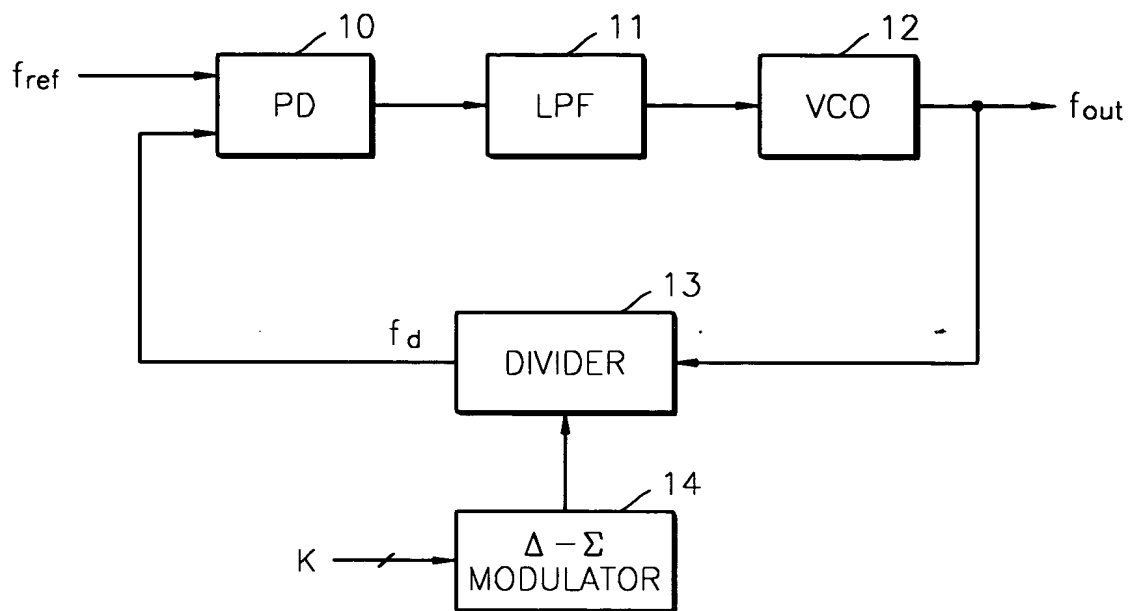 10
11
12
fref
PD
LPF
VCO
fout
13
fd
DIVIDER
14
K
Δ-Σ
MODULATOR